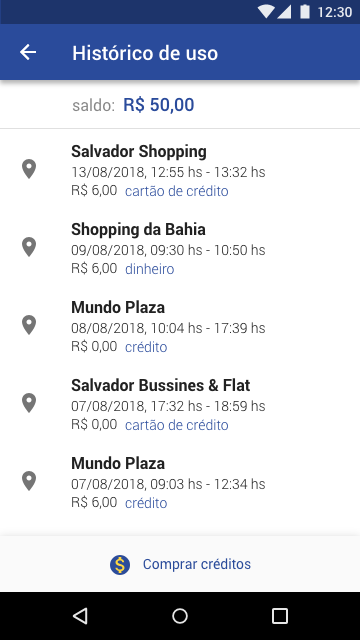 12:30
Histórico de uso
saldo: R$ 50,00
Salvador Shopping
13/08/2018, 12:55 hs - 13:32 hs
R$ 6,00 cartão de crédito
Shopping da Bahia
09/08/2018, 09:30 hs - 10:50 hs
R$ 6,00 dinheiro
Mundo Plaza
08/08/2018, 10:04 hs - 17:39 hs
R$ 0,00 crédito
Salvador Bussines & Flat
07/08/2018, 17:32 hs - 18:59 hs
R$ 0,00 cartão de crédito
Mundo Plaza
07/08/2018, 09:03 hs - 12:34 hs
R$ 6,00 crédito
$ Comprar créditos